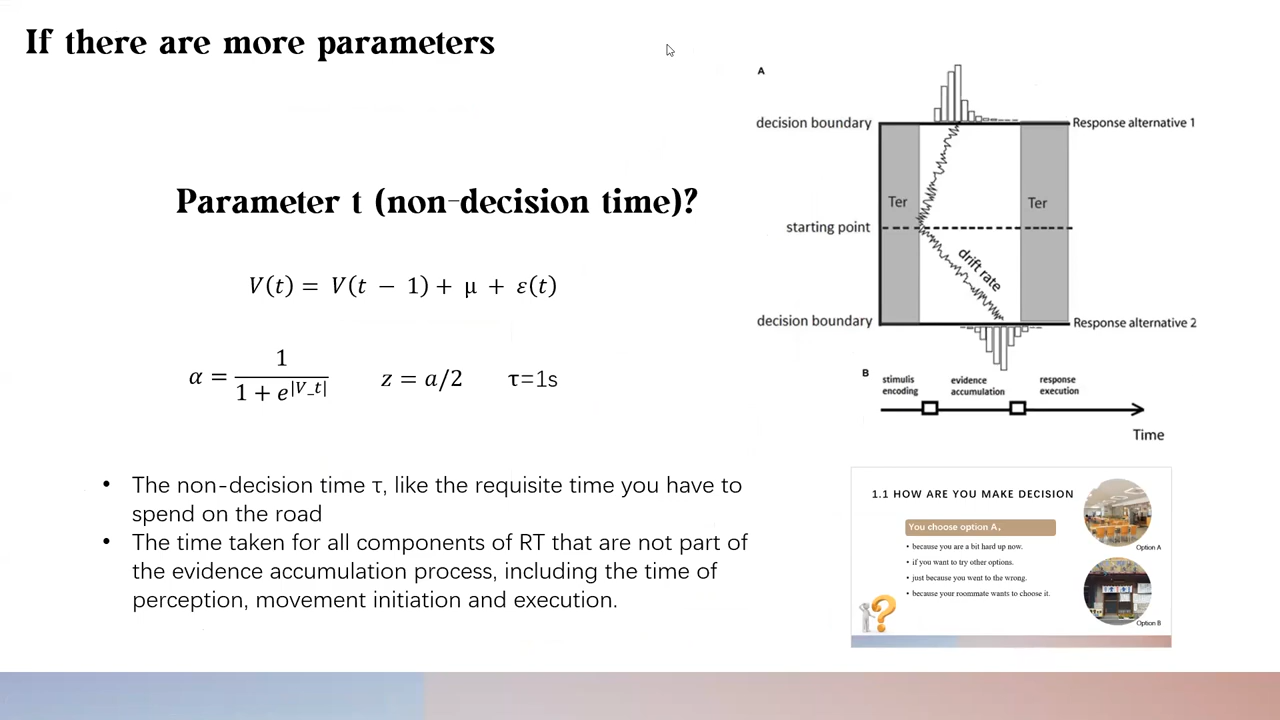 If there are more parameters
Parameter t (non-decision time)?
V(t) = V(t − 1) + μ + ε(t)
α = 1 / 1 + e^|V_t|
z = a/2
τ=1s
• The non-decision time τ, like the requisite time you have to
spend on the road
• The time taken for all components of RT that are not part of
the evidence accumulation process, including the time of
perception, movement initiation and execution.
A
decision boundary
Response alternative 1
Ter
Ter
starting point
drift rate
decision boundary
Response alternative 2
B
stimulis
encoding
evidence
accumulation
response
execution
Time
1.1 HOW ARE YOU MAKE DECISION
You choose option A,
• because you are a bit hard up now.
• if you want to try other options.
• just because you went to the wrong.
• because your roommate wants to choose it.
Option A
Option B